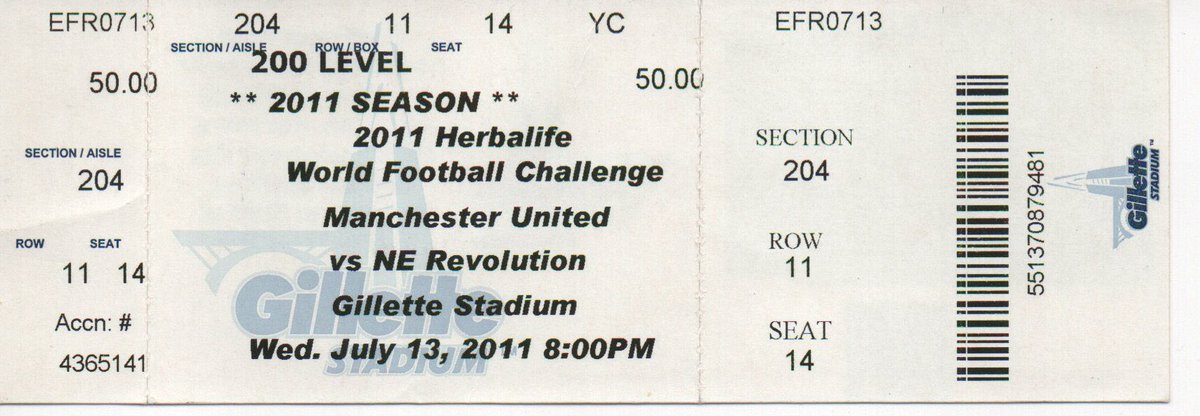 EFR0713
50.00
SECTION / AISLE
204
ROW SEAT
11 14
Accn: #
4365141
204 11 14 YC
SECTION / AISLE ROW / BOX SEAT
200 LEVEL
50.00
** 2011 SEASON **
2011 Herbalife
World Football Challenge
Manchester United
vs NE Revolution
Gillette Stadium
Wed. July 13, 2011 8:00PM
Gillette
STADIUM™
EFR0713
SECTION
204
ROW
11
SEAT
14
551370879481
Gillette
STADIUM™